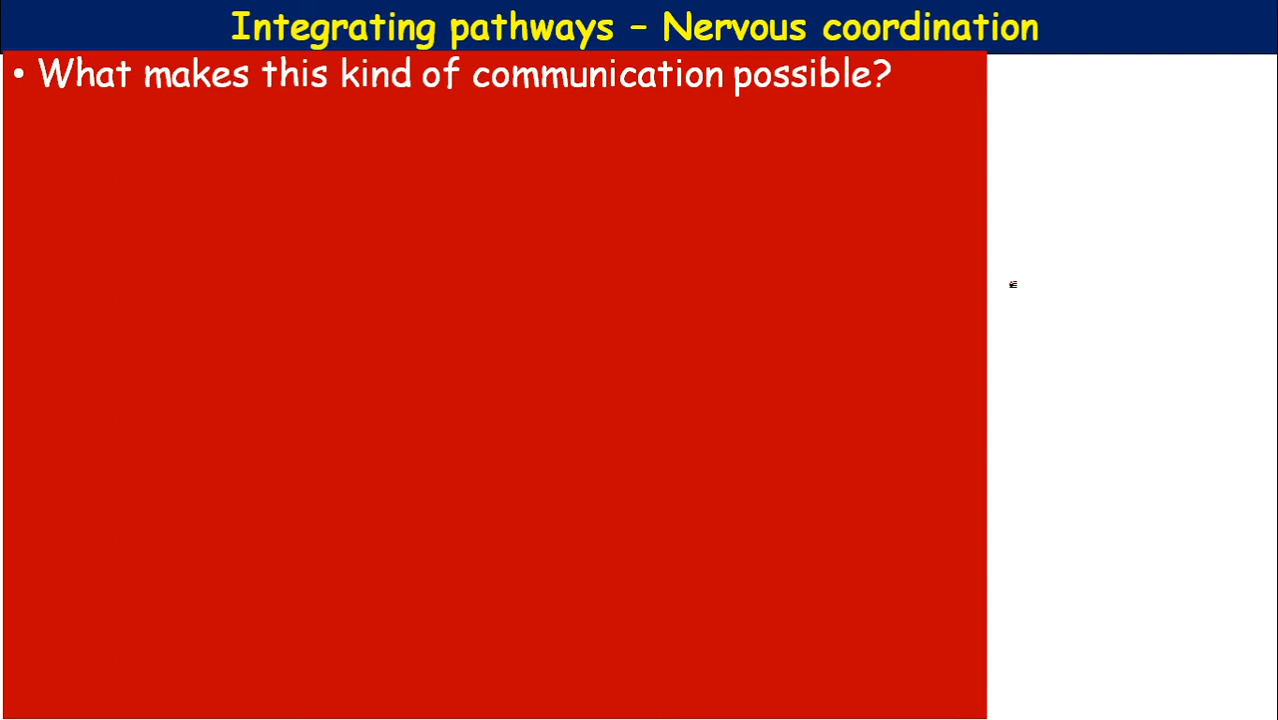 Integrating pathways – Nervous coordination
• What makes this kind of communication possible?